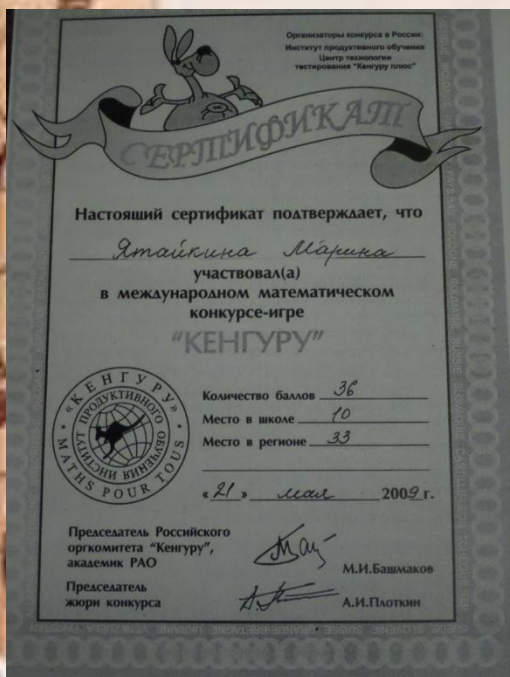 Организаторы конкурса в России:
Институт продуктивного обучения
Центр технологии
тестирования "Кенгуру плюс"
СЕРТИФИКАТ
Настоящий сертификат подтверждает, что
Ятайкина Марина
участвовал(а)
в международном математическом
конкурсе-игре
"КЕНГУРУ"
"КЕНГУРУ"
ИНСТИТУТ ПРОДУКТИВНОГО ОБУЧЕНИЯ
MATHS POUR TOUS
Количество баллов 36
Место в школе 10
Место в регионе 33
«21» мая 2009 г.
Председатель Российского
оргкомитета "Кенгуру",
академик РАО
М.И.Башмаков
Председатель
жюри конкурса
А.И.Плоткин